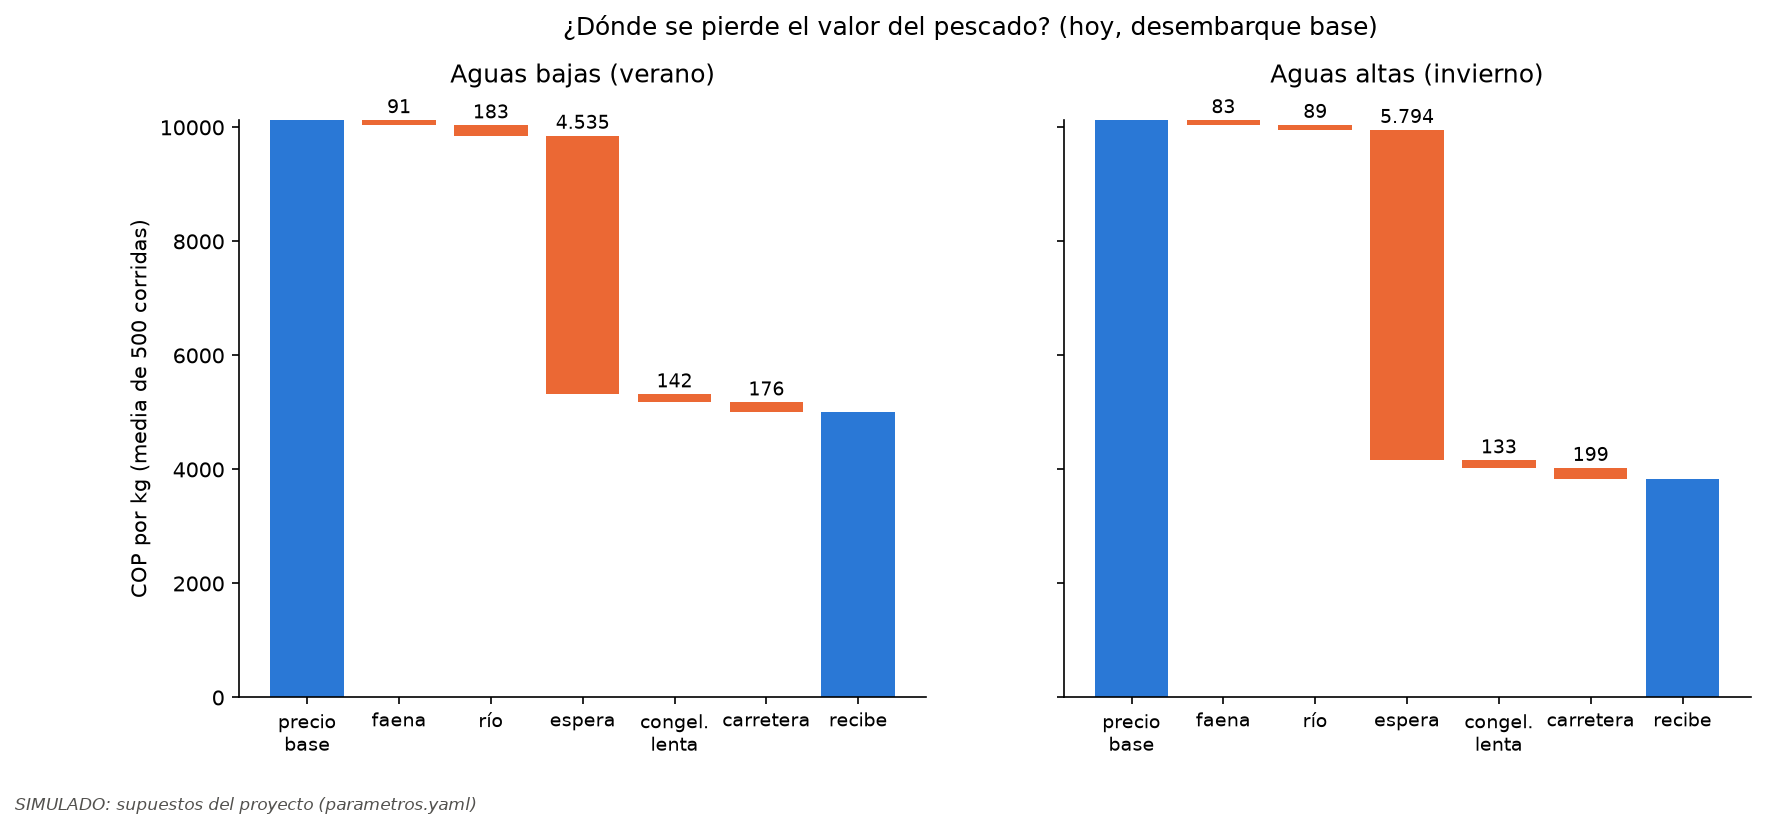 ¿Dónde se pierde el valor del pescado? (hoy, desembarque base)
Aguas bajas (verano)
COP por kg (media de 500 corridas)
10000
8000
6000
4000
2000
0
91
183
4.535
142
176
precio
base
faena
río
espera
congel.
lenta
carretera
recibe
Aguas altas (invierno)
83
89
5.794
133
199
precio
base
faena
río
espera
congel.
lenta
carretera
recibe
SIMULADO: supuestos del proyecto (parametros.yaml)